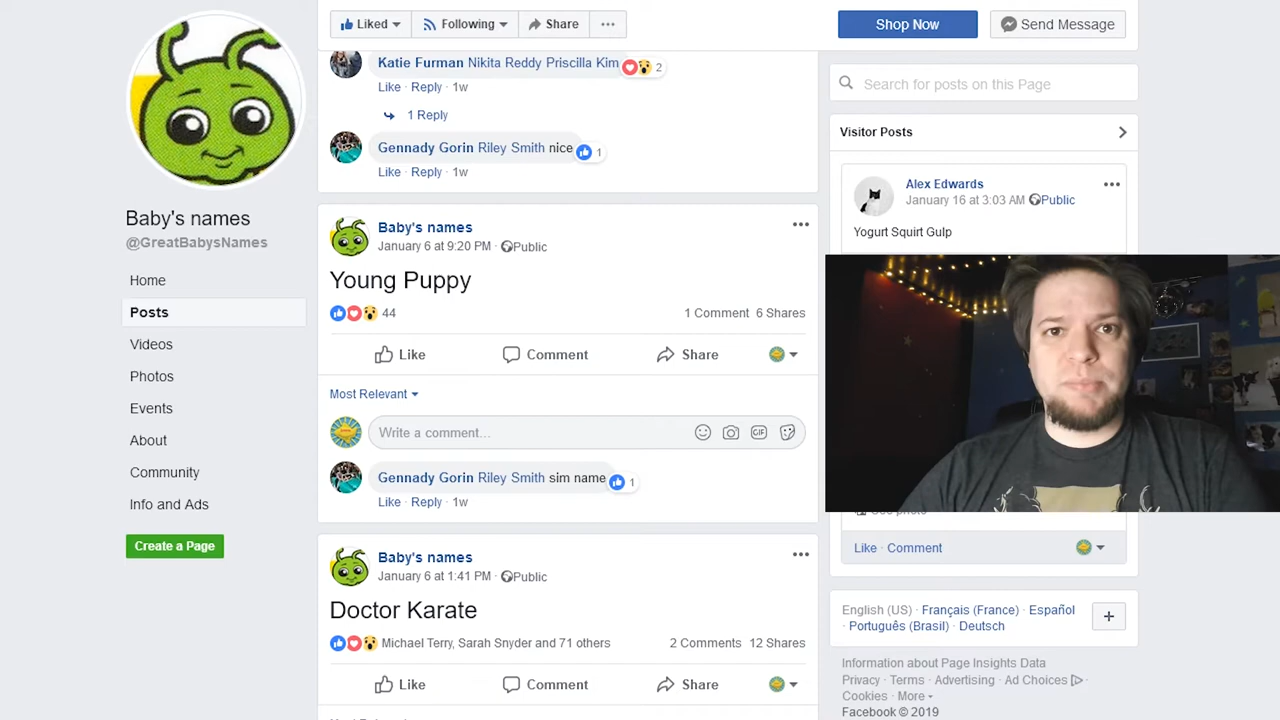 Liked Following Share
Shop Now Send Message
Baby's names
@GreatBabysNames
Home
Posts
Videos
Photos
Events
About
Community
Info and Ads
Create a Page
Katie Furman Nikita Reddy Priscilla Kim 2
Like · Reply · 1w
1 Reply
Gennady Gorin Riley Smith nice 1
Like · Reply · 1w
Baby's names
January 6 at 9:20 PM · Public
Young Puppy
44 1 Comment 6 Shares
Like Comment Share
Most Relevant
Write a comment...
GIF
Gennady Gorin Riley Smith sim name 1
Like · Reply · 1w
Baby's names
January 6 at 1:41 PM · Public
Doctor Karate
Michael Terry, Sarah Snyder and 71 others 2 Comments 12 Shares
Like Comment Share
Search for posts on this Page
Visitor Posts
Alex Edwards
January 16 at 3:03 AM · Public
Yogurt Squirt Gulp
Like · Comment
English (US) · Français (France) · Español
· Português (Brasil) · Deutsch
Information about Page Insights Data
Privacy · Terms · Advertising · Ad Choices ·
Cookies · More
Facebook © 2019